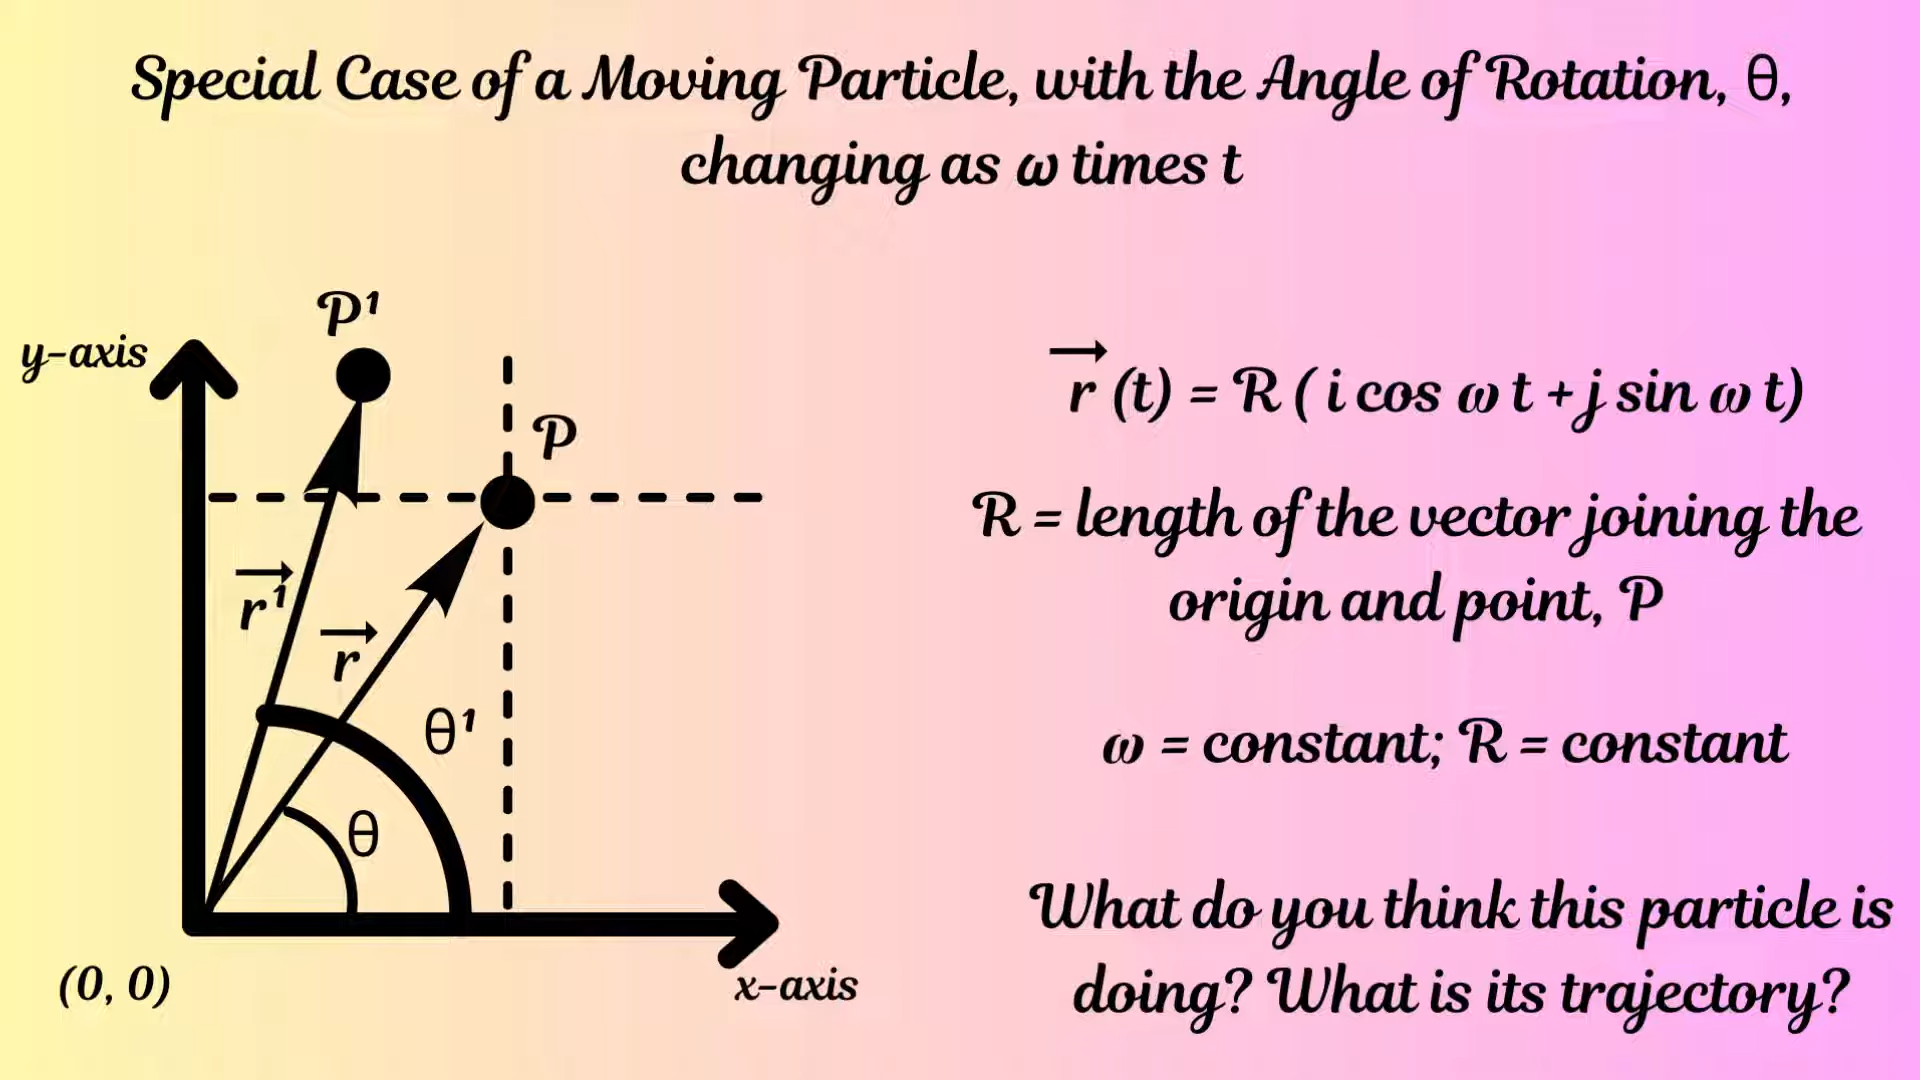 Special Case of a Moving Particle, with the Angle of Rotation, θ,
changing as ω times t
P¹
y-axis
P
r¹
r
θ¹
θ
(0, 0)
x-axis
r (t) = R ( i cos ω t + j sin ω t)
R = length of the vector joining the
origin and point, P
ω = constant; R = constant
What do you think this particle is
doing? What is its trajectory?